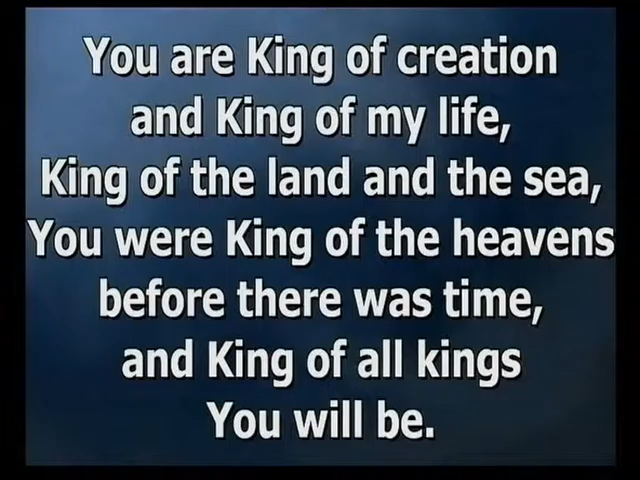 You are King of creation
and King of my life,
King of the land and the sea,
You were King of the heavens
before there was time,
and King of all kings
You will be.